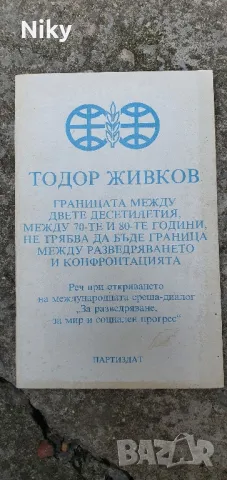 Niky
ТОДОР ЖИВКОВ
ГРАНИЦАТА МЕЖДУ
ДВЕТЕ ДЕСЕТИЛЕТИЯ,
МЕЖДУ 70-ТЕ И 80-ТЕ ГОДИНИ,
НЕ ТРЯБВА ДА БЪДЕ ГРАНИЦА
МЕЖДУ РАЗВЕДРЯВАНЕТО
И КОНФРОНТАЦИЯТА
Реч при откриването
на международната среща-диалог
„За разведряване,
за мир и социален прогрес“
ПАРТИЗДАТ
BAZAR